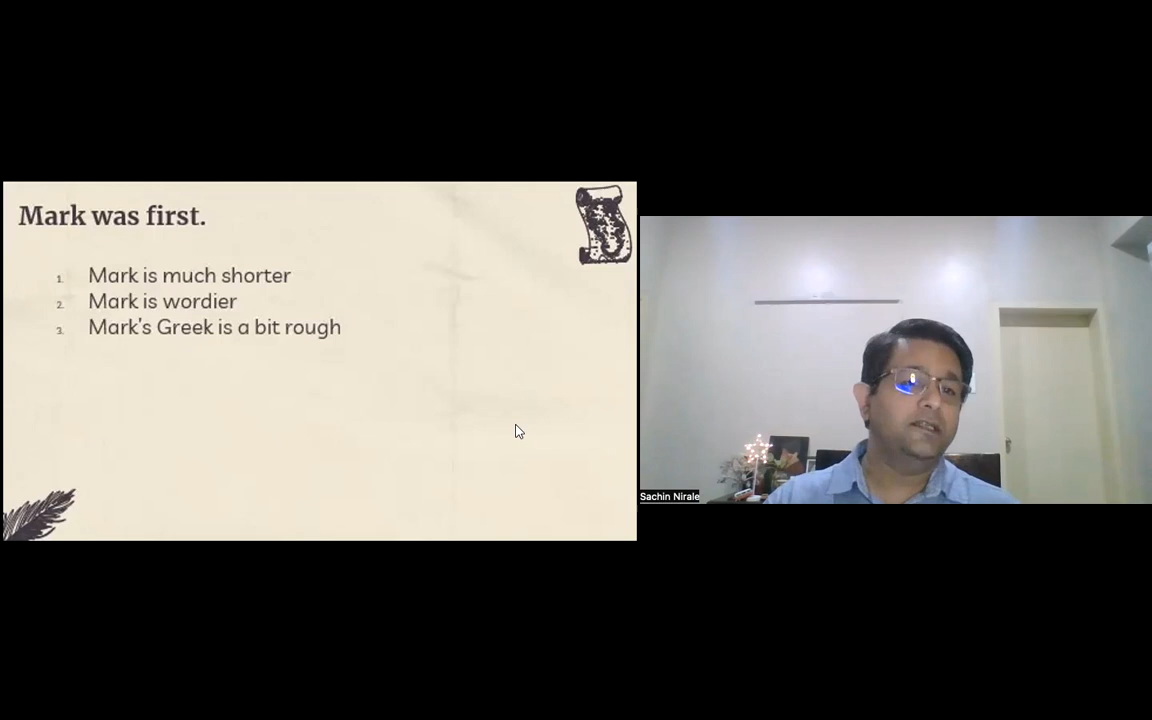 Mark was first.
1. Mark is much shorter
2. Mark is wordier
3. Mark's Greek is a bit rough
Sachin Nirale